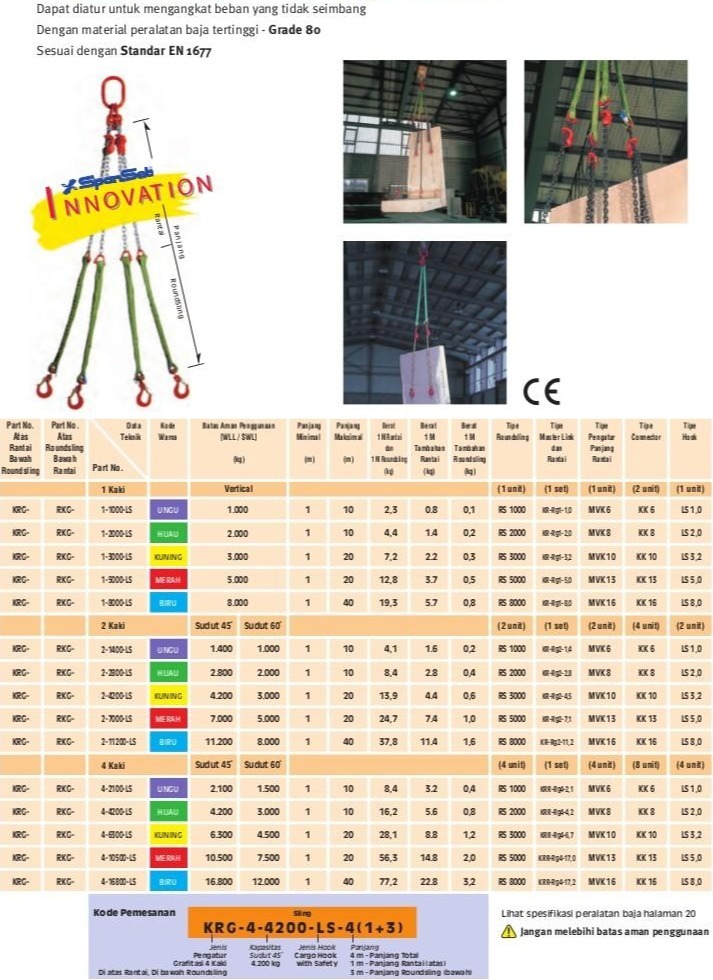 Dapat diatur untuk mengangkat beban yang tidak seimbang
Dengan material peralatan baja tertinggi - Grade 80
Sesuai dengan Standar EN 1677
SpanSet
INNOVATION
Panjang
Rantai
Roundsling
CE
Part No. Atas Rantai Bawah Roundsling
Part No. Atas Roundsling Bawah Rantai
Data Teknik
Part No.
Kode Warna
Batas Aman Penggunaan (WLL / SWL) (kg)
Panjang Minimal (m)
Panjang Maksimal (m)
Berat 1 M Rantai dan 1 M Roundsling (kg)
Berat 1 M Tambahan Rantai (kg)
Berat 1 M Tambahan Roundsling (kg)
Tipe Roundsling
Tipe Master Link dan Rantai
Tipe Pengatur Panjang Rantai
Tipe Connector
Tipe Hook
1 Kaki Vertical (1 unit) (1 set) (1 unit) (2 unit) (1 unit)
KRG- RKG- 1-1000-LS UNGU 1.000 1 10 2,3 0.8 0,1 RS 1000 KR-Rg1-1,0 MVK6 KK 6 LS 1,0
KRG- RKG- 1-2000-LS HIJAU 2.000 1 10 4,4 1.4 0,2 RS 2000 KR-Rg1-2,0 MVK8 KK 8 LS 2,0
KRG- RKG- 1-3000-LS KUNING 3.000 1 20 7,2 2.2 0,3 RS 3000 KR-Rg1-3,2 MVK10 KK 10 LS 3,2
KRG- RKG- 1-5000-LS MERAH 5.000 1 20 12,8 3.7 0,5 RS 5000 KR-Rg1-5,0 MVK13 KK 13 LS 5,0
KRG- RKG- 1-8000-LS BIRU 8.000 1 40 19,3 5.7 0,8 RS 8000 KR-Rg1-8,0 MVK16 KK 16 LS 8,0
2 Kaki Sudut 45° Sudut 60° (2 unit) (1 set) (2 unit) (4 unit) (2 unit)
KRG- RKG- 2-1400-LS UNGU 1.400 1.000 1 10 4,1 1.6 0,2 RS 1000 KR-Rg2-1,4 MVK6 KK 6 LS 1,0
KRG- RKG- 2-2800-LS HIJAU 2.800 2.000 1 10 8,4 2.8 0,4 RS 2000 KR-Rg2-2,8 MVK8 KK 8 LS 2,0
KRG- RKG- 2-4200-LS KUNING 4.200 3.000 1 20 13,9 4.4 0,6 RS 3000 KR-Rg2-4,5 MVK10 KK 10 LS 3,2
KRG- RKG- 2-7000-LS MERAH 7.000 5.000 1 20 24,7 7.4 1,0 RS 5000 KR-Rg2-7,1 MVK13 KK 13 LS 5,0
KRG- RKG- 2-11200-LS BIRU 11.200 8.000 1 40 37,8 11.4 1,6 RS 8000 KR-Rg2-11,2 MVK16 KK 16 LS 8,0
4 Kaki Sudut 45° Sudut 60° (4 unit) (1 set) (4 unit) (8 unit) (4 unit)
KRG- RKG- 4-2100-LS UNGU 2.100 1.500 1 10 8,4 3.2 0,4 RS 1000 KRR-Rg4-2,1 MVK6 KK 6 LS 1,0
KRG- RKG- 4-4200-LS HIJAU 4.200 3.000 1 10 16,2 5.6 0,8 RS 2000 KRR-Rg4-4,2 MVK8 KK 8 LS 2,0
KRG- RKG- 4-6300-LS KUNING 6.300 4.500 1 20 28,1 8.8 1,2 RS 3000 KRR-Rg4-6,7 MVK10 KK 10 LS 3,2
KRG- RKG- 4-10500-LS MERAH 10.500 7.500 1 20 56,3 14.8 2,0 RS 5000 KRR-Rg4-17,0 MVK13 KK 13 LS 5,0
KRG- RKG- 4-16800-LS BIRU 16.800 12.000 1 40 77,2 22.8 3,2 RS 8000 KRR-Rg4-17,2 MVK16 KK 16 LS 8,0
Kode Pemesanan
Sling
KRG-4-4200-LS-4(1+3)
Jenis Kapasitas Jenis Hook Panjang
Pengatur Sudut 45° Cargo Hook 4 m - Panjang Total
Grafitasi 4 Kaki 4.200 kg with Safety 1 m - Panjang Rantai (atas)
Di atas Rantai, Di bawah Roundsling 3 m - Panjang Roundsling (bawah)
Lihat spesifikasi peralatan baja halaman 20
Jangan melebihi batas aman penggunaan